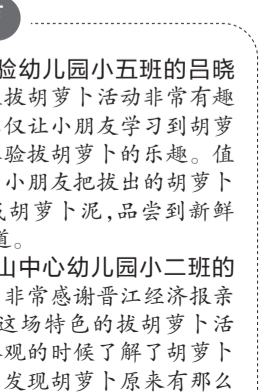 验幼儿园小五班的吕晓
拔胡萝卜活动非常有趣
仅让小朋友学习到胡萝
验拔胡萝卜的乐趣。值
小朋友把拔出的胡萝卜
胡萝卜泥,品尝到新鲜
道。
山中心幼儿园小二班的
非常感谢晋江经济报亲
这场特色的拔胡萝卜活
观的时候了解了胡萝卜
发现胡萝卜原来有那么